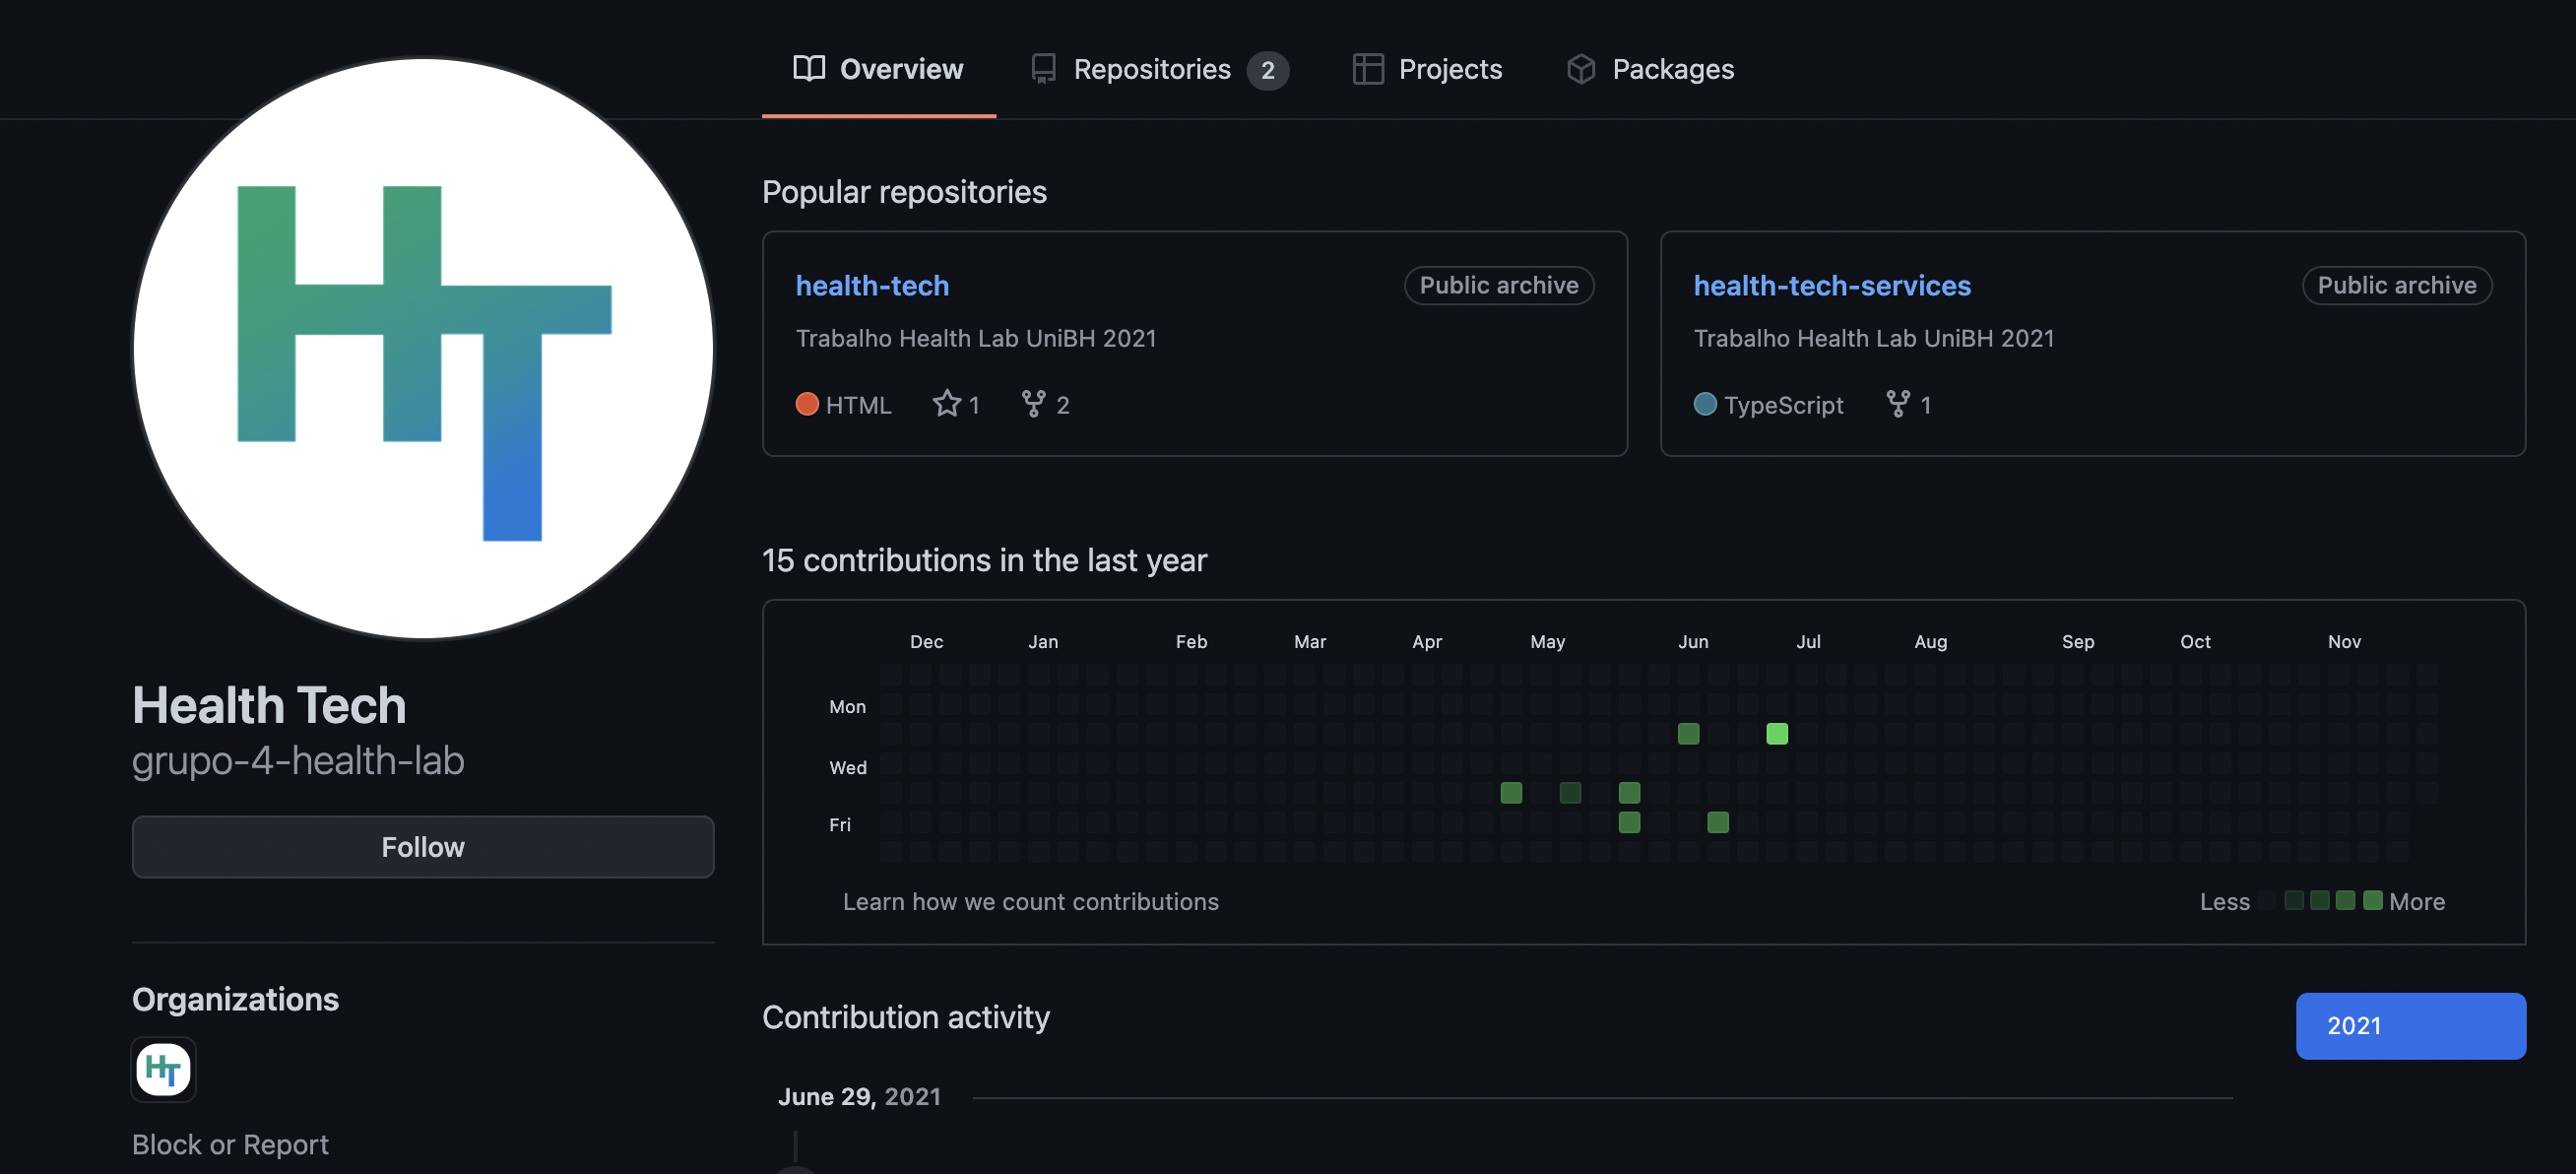 Overview Repositories 2 Projects Packages
HT
Health Tech
grupo-4-health-lab
Follow
Organizations
HT
Block or Report
Popular repositories
health-tech Public archive
Trabalho Health Lab UniBH 2021
HTML 1 2
health-tech-services Public archive
Trabalho Health Lab UniBH 2021
TypeScript 1
15 contributions in the last year
Dec Jan Feb Mar Apr May Jun Jul Aug Sep Oct Nov
Mon
Wed
Fri
Learn how we count contributions
Less More
Contribution activity
2021
June 29, 2021